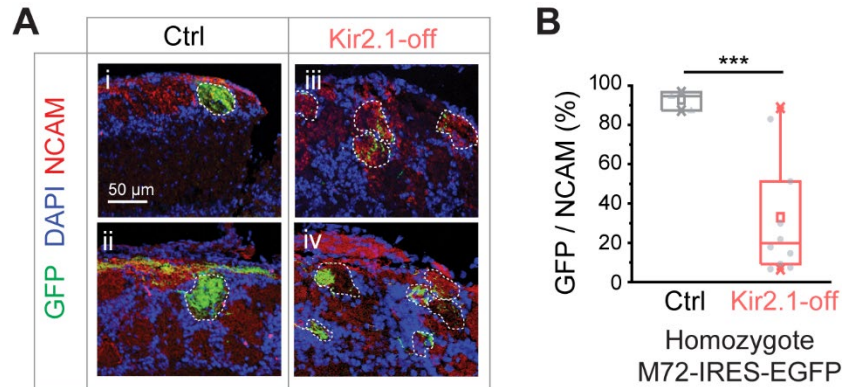 A
Ctrl
Kir2.1-off
GFP DAPI NCAM
i
iii
50 µm
ii
iv
B
***
GFP / NCAM (%)
100
80
60
40
20
0
Ctrl
Kir2.1-off
Homozygote
M72-IRES-EGFP